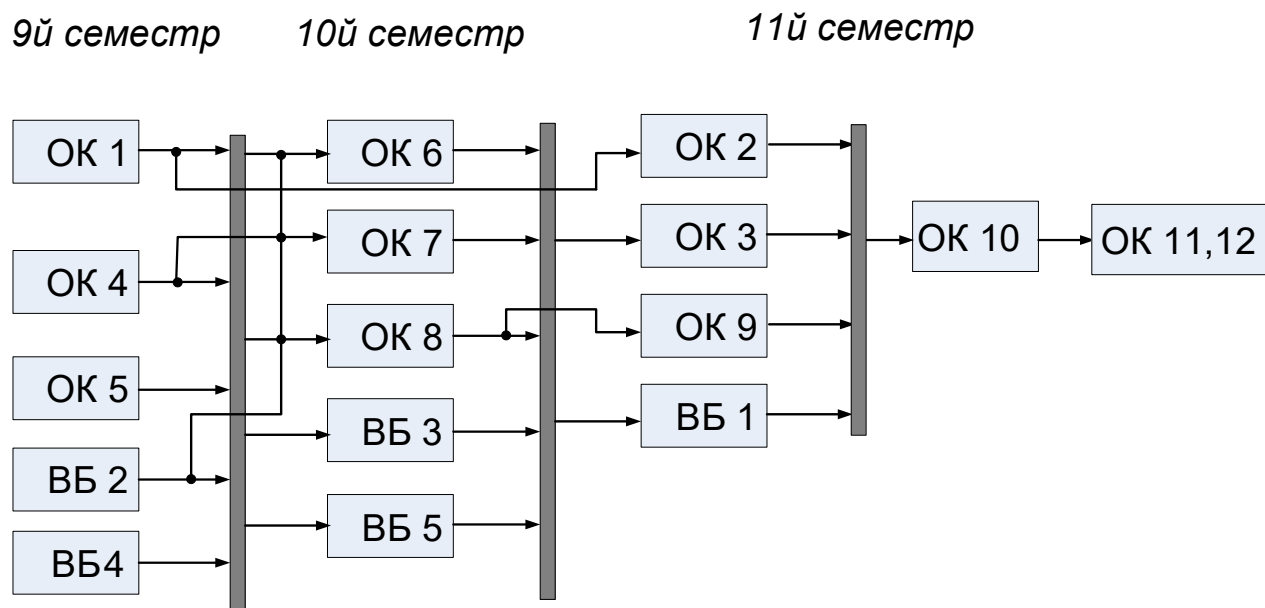 9й семестр 10й семестр 11й семестр
ОК 1 ОК 6 ОК 2
ОК 4 ОК 7 ОК 3 ОК 10 ОК 11,12
ОК 5 ОК 8 ОК 9
ВБ 2 ВБ 3 ВБ 1
ВБ4 ВБ 5